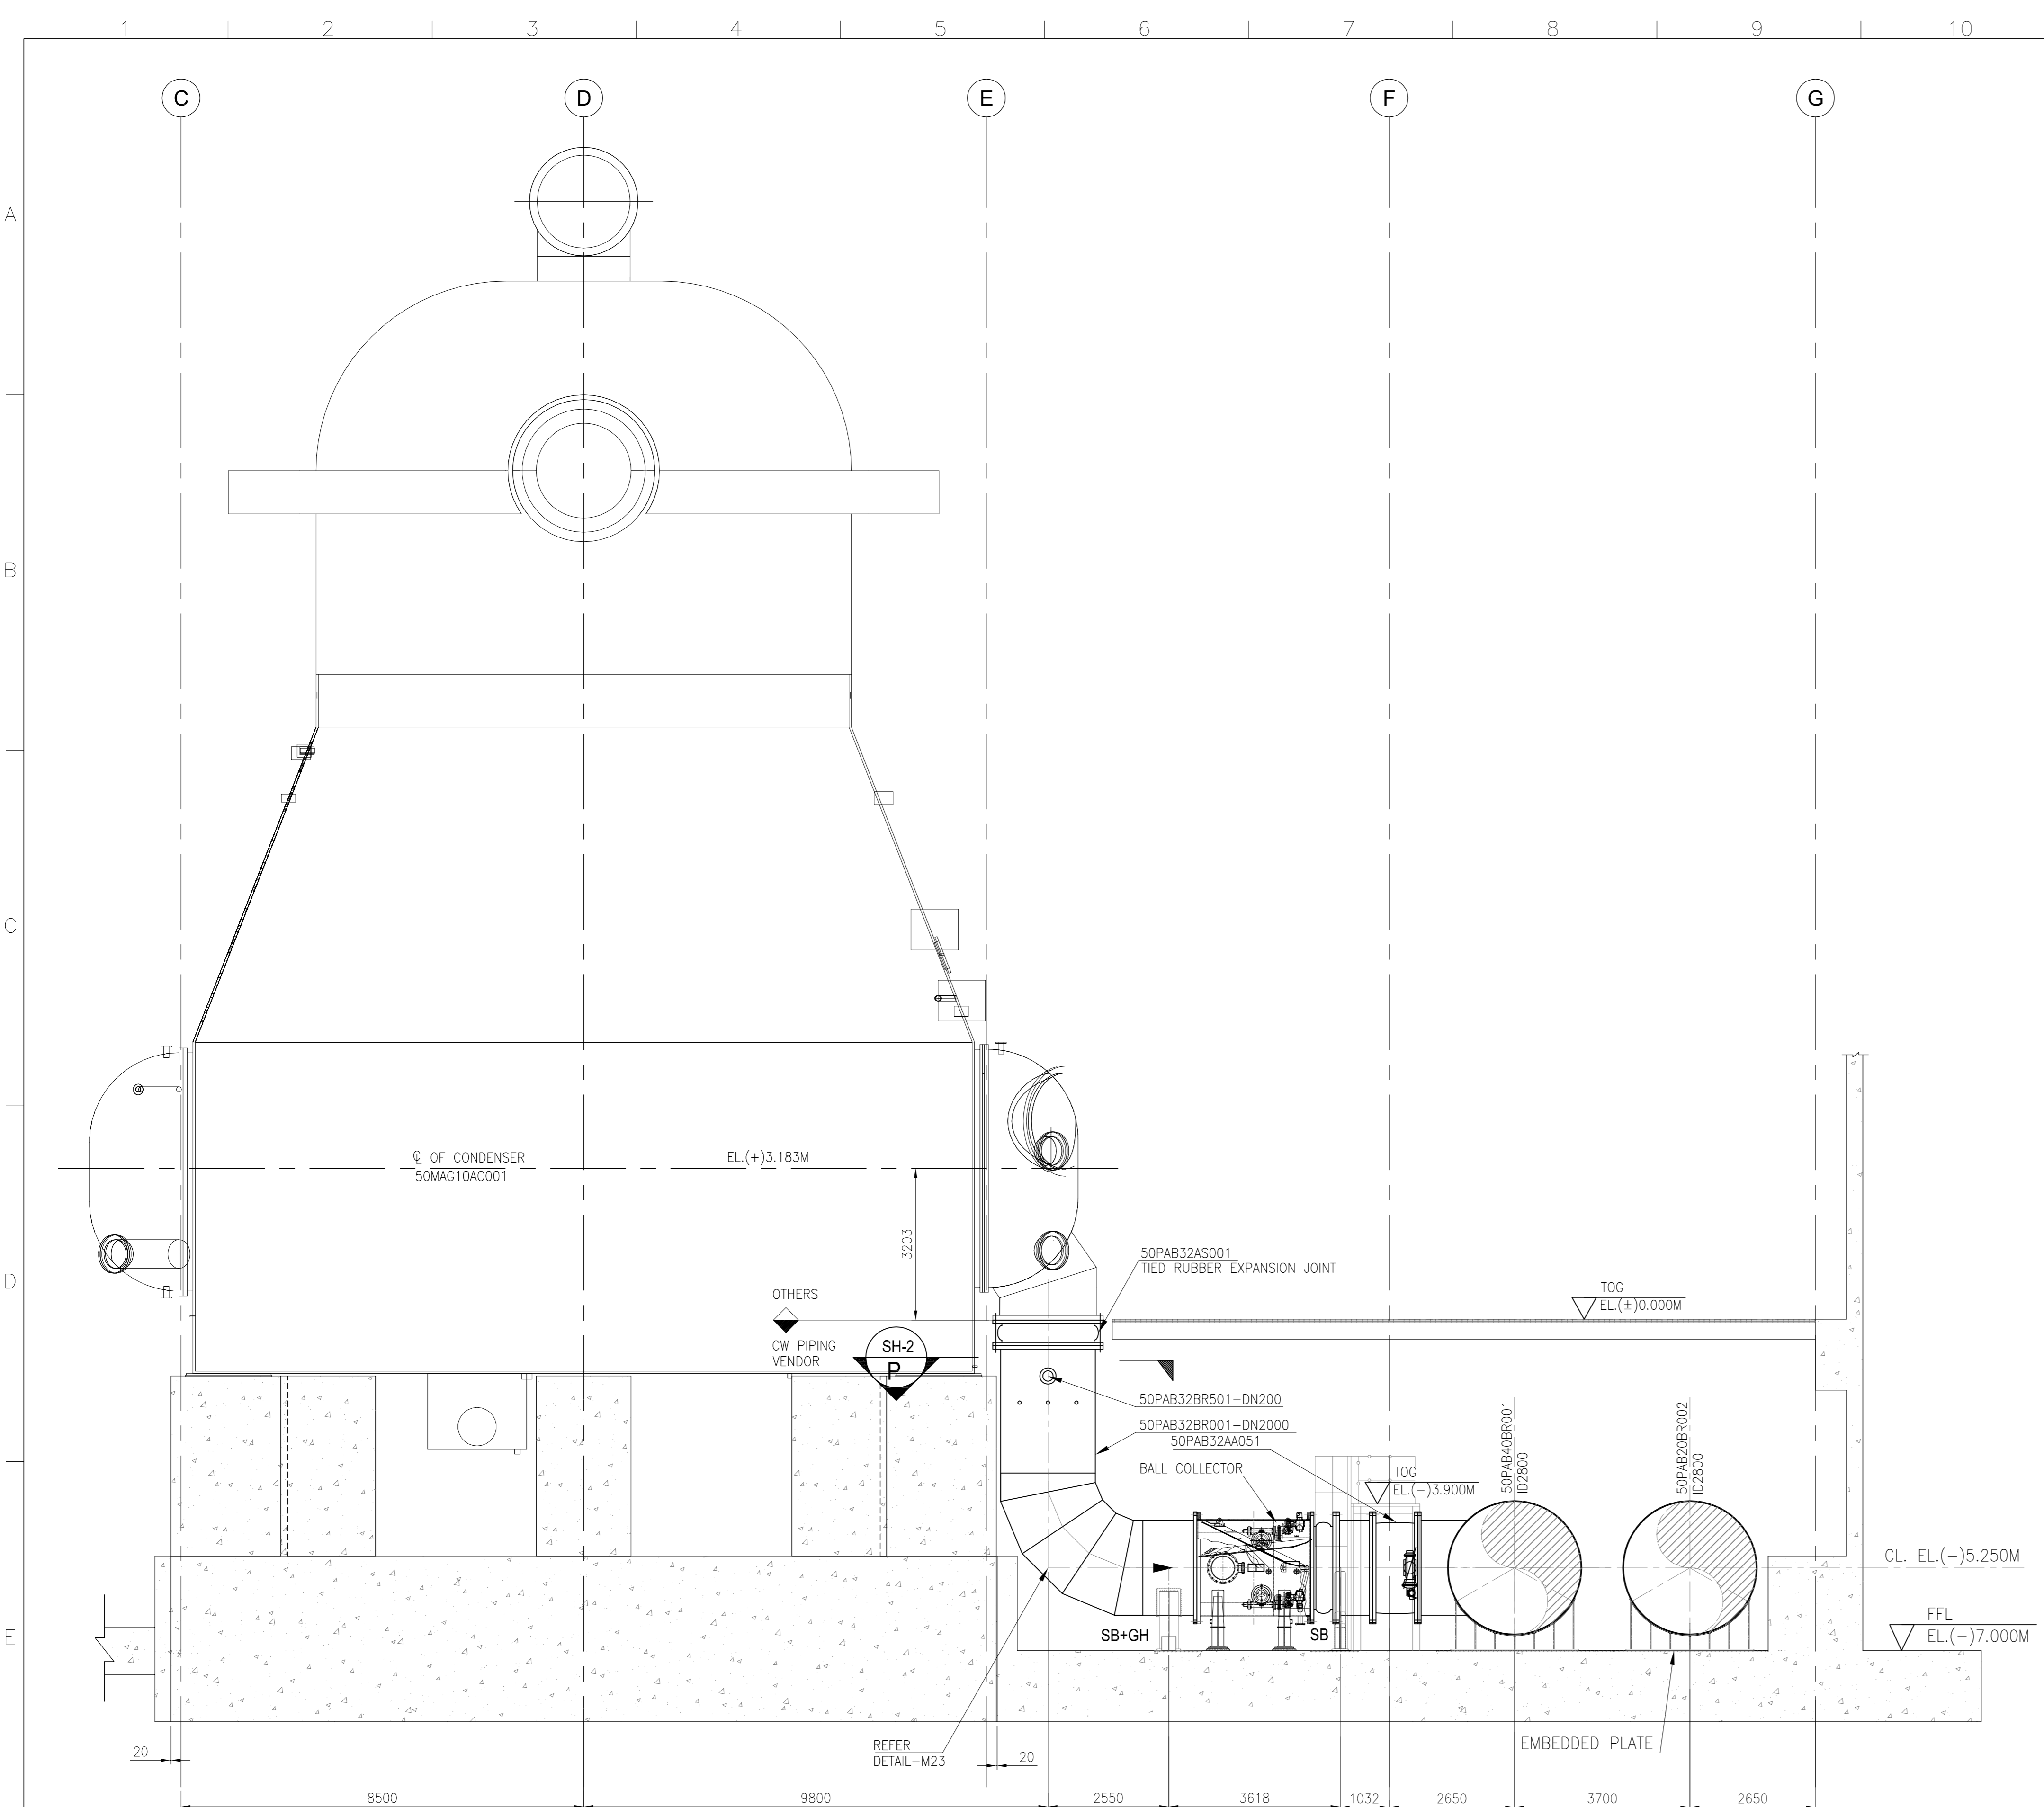 1 2 3 4 5 6 7 8 9 10
C D E F G
A
B
C
℄ OF CONDENSER
50MAG10AC001
EL.(+)3.183M
3203
D
50PAB32AS001
TIED RUBBER EXPANSION JOINT
OTHERS
CW PIPING
VENDOR
SH-2
P
TOG
EL.(±)0.000M
50PAB32BR501-DN200
50PAB32BR001-DN2000
50PAB32AA051
BALL COLLECTOR
TOG
EL.(-)3.900M
50PAB40BR001
ID2800
50PAB20BR002
ID2800
CL. EL.(-)5.250M
E
SB+GH
SB
FFL
EL.(-)7.000M
20
REFER
DETAIL-M23
20
EMBEDDED PLATE
8500 9800 2550 3618 1032 2650 3700 2650